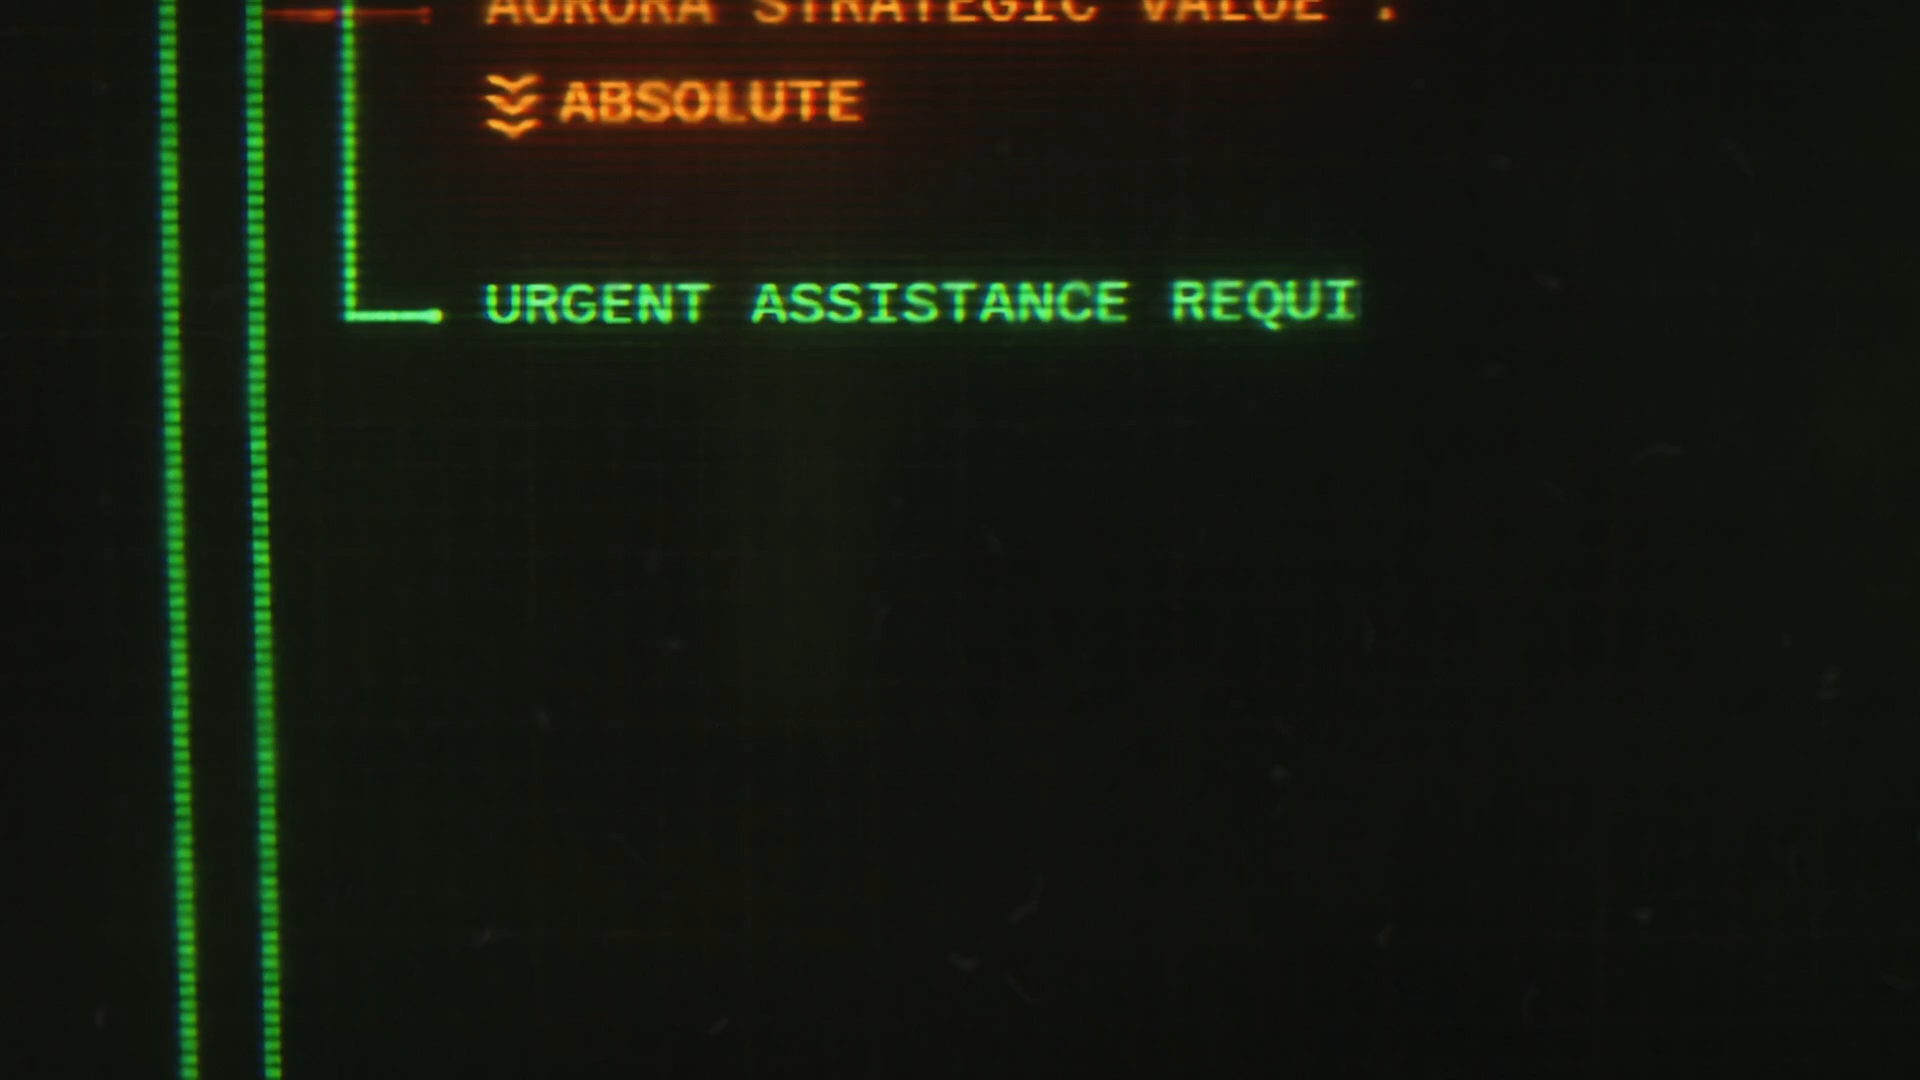 AURORA STRATEGIC VALUE :
ABSOLUTE
URGENT ASSISTANCE REQUI